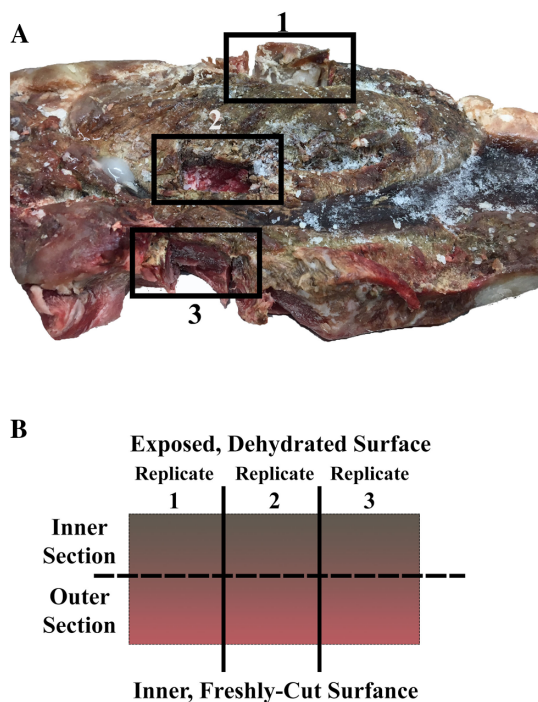 A
1
2
3
B
Exposed, Dehydrated Surface
Replicate Replicate Replicate
1 2 3
Inner
Section
Outer
Section
Inner, Freshly-Cut Surfance